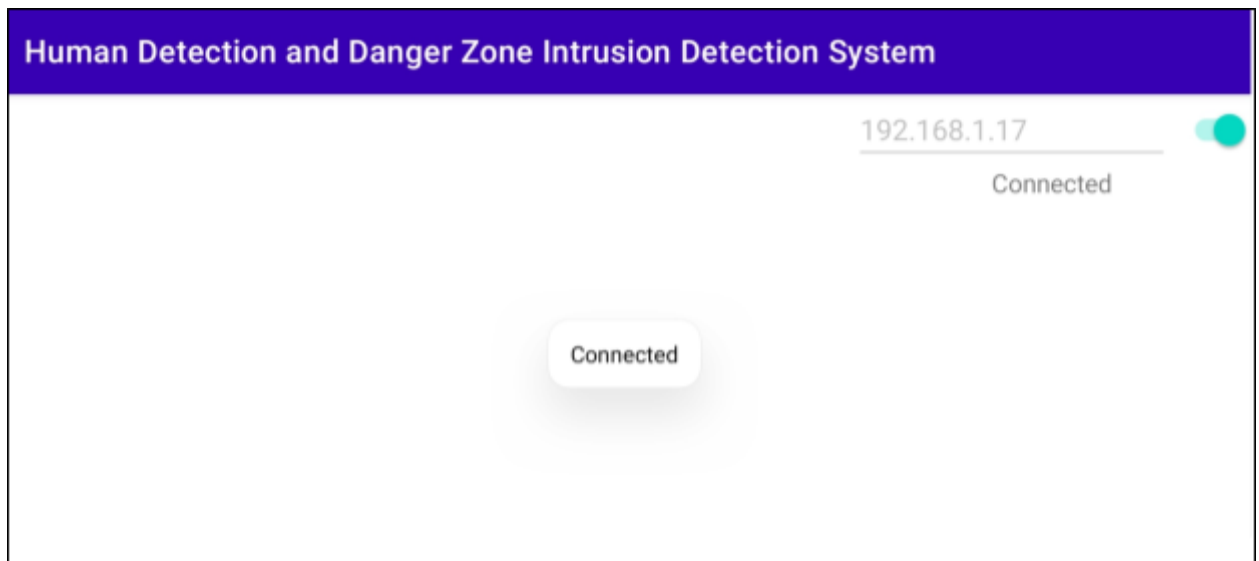 Human Detection and Danger Zone Intrusion Detection System
192.168.1.17
Connected
Connected